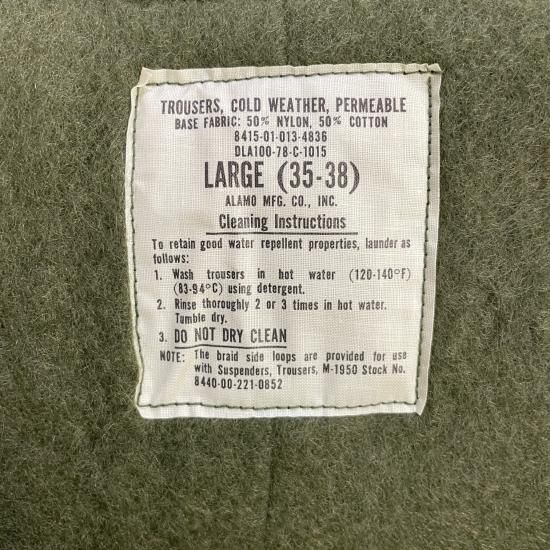 TROUSERS, COLD WEATHER, PERMEABLE
BASE FABRIC: 50% NYLON, 50% COTTON
8415-01-013-4836
DLA100-78-C-1015
LARGE (35-38)
ALAMO MFG. CO., INC.
Cleaning Instructions
To retain good water repellent properties, launder as
follows:
1. Wash trousers in hot water (120-140°F)
(83-94°C) using detergent.
2. Rinse thoroughly 2 or 3 times in hot water.
Tumble dry.
3. DO NOT DRY CLEAN
NOTE: The braid side loops are provided for use
with Suspenders, Trousers, M-1950 Stock No.
8440-00-221-0852